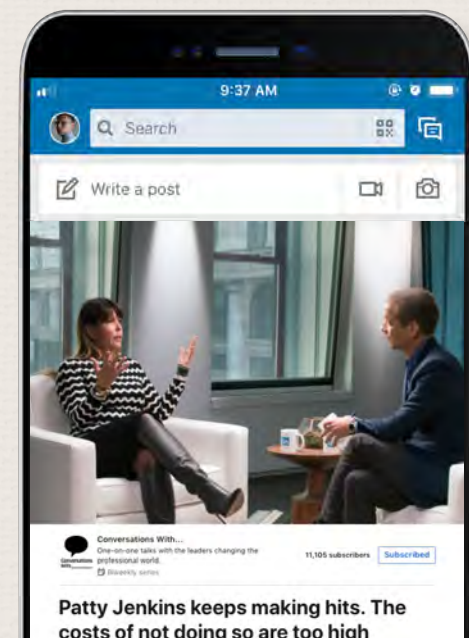 9:37 AM
Search
Write a post
Conversations With...
One-on-one talks with the leaders changing the
professional world.
Biweekly series
Conversations
With
11,105 subscribers
Subscribed
Patty Jenkins keeps making hits. The
costs of not doing so are too high